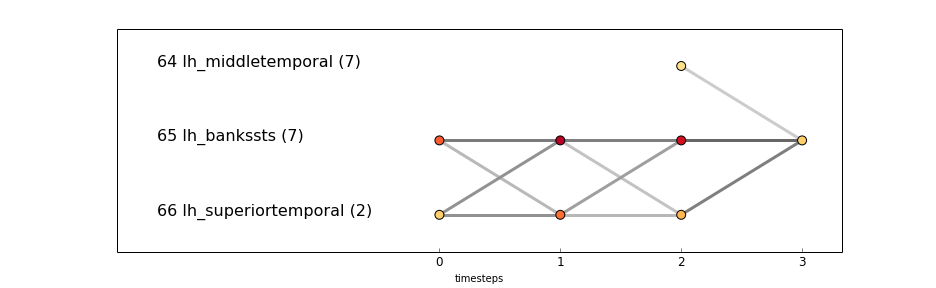 64 lh_middletemporal (7)
65 lh_bankssts (7)
66 lh_superiortemporal (2)
0 1 2 3
timesteps